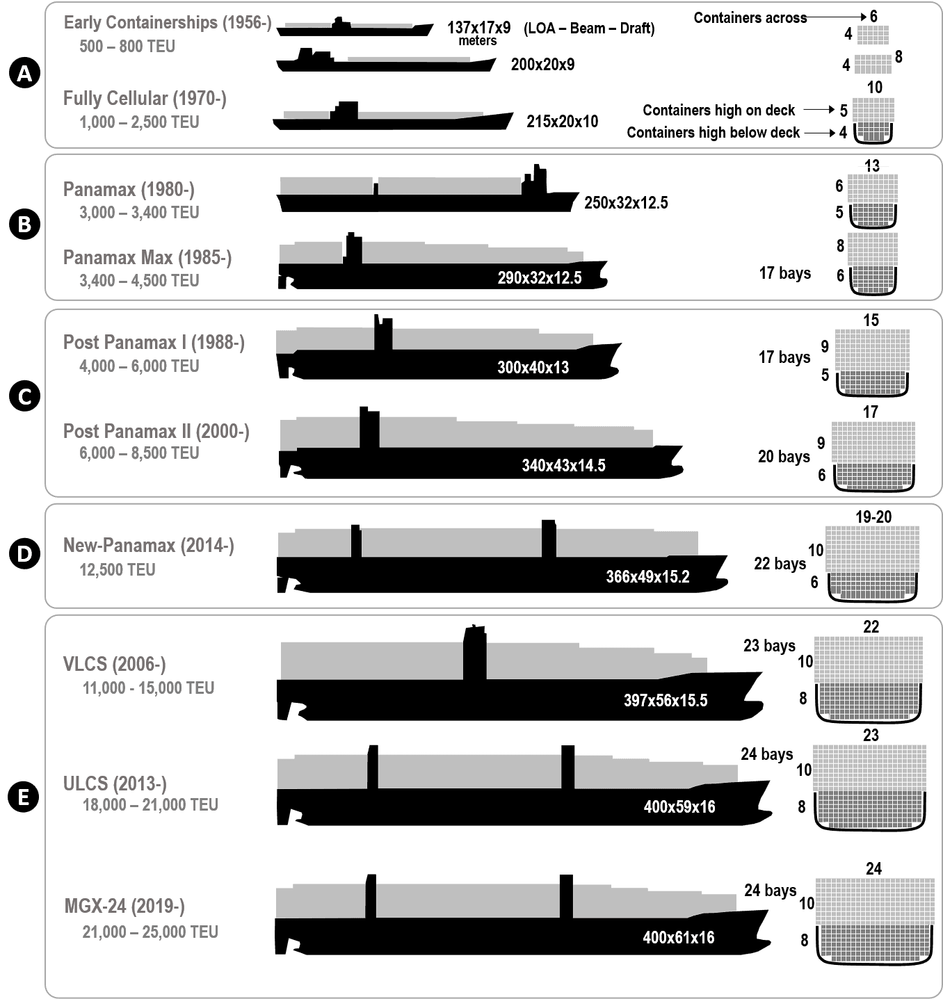 A
Early Containerships (1956-)
500 – 800 TEU
137x17x9 (LOA – Beam – Draft)
meters
200x20x9
Containers across
6
4
4
8
Fully Cellular (1970-)
1,000 – 2,500 TEU
215x20x10
10
Containers high on deck
5
Containers high below deck
4
B
Panamax (1980-)
3,000 – 3,400 TEU
250x32x12.5
13
6
5
Panamax Max (1985-)
3,400 – 4,500 TEU
290x32x12.5
17 bays
8
6
C
Post Panamax I (1988-)
4,000 – 6,000 TEU
300x40x13
17 bays
15
9
5
Post Panamax II (2000-)
6,000 – 8,500 TEU
340x43x14.5
20 bays
17
9
6
D
New-Panamax (2014-)
12,500 TEU
366x49x15.2
22 bays
19-20
10
6
E
VLCS (2006-)
11,000 - 15,000 TEU
397x56x15.5
23 bays
22
10
8
ULCS (2013-)
18,000 – 21,000 TEU
400x59x16
24 bays
23
10
8
MGX-24 (2019-)
21,000 – 25,000 TEU
400x61x16
24 bays
24
10
8